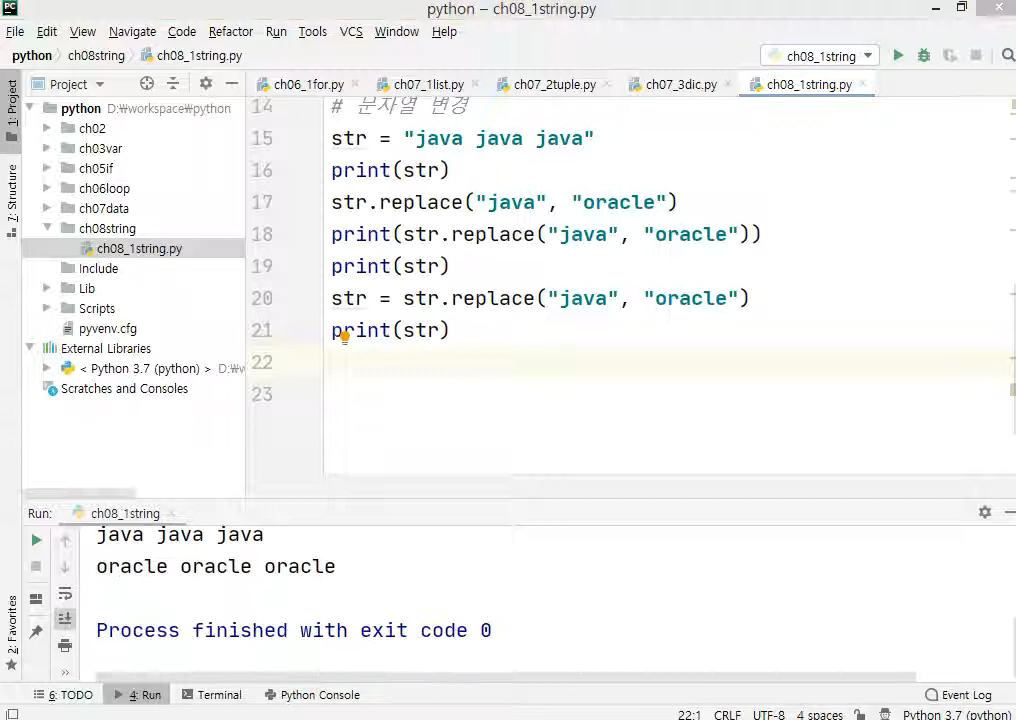 PC
python – ch08_1string.py
File Edit View Navigate Code Refactor Run Tools VCS Window Help
python ch08string ch08_1string.py
ch08_1string
Project
ch06_1for.py ch07_1list.py ch07_2tuple.py ch07_3dic.py ch08_1string.py
python D:₩workspace₩python
ch02
ch03var
ch05if
ch06loop
ch07data
ch08string
ch08_1string.py
Include
Lib
Scripts
pyvenv.cfg
External Libraries
< Python 3.7 (python) > D:₩w
Scratches and Consoles
14 # 문자열 변경
15 str = "java java java"
16 print(str)
17 str.replace("java", "oracle")
18 print(str.replace("java", "oracle"))
19 print(str)
20 str = str.replace("java", "oracle")
21 print(str)
22
23
1: Project
7: Structure
2: Favorites
Run: ch08_1string
java java java
oracle oracle oracle
Process finished with exit code 0
6: TODO 4: Run Terminal Python Console Event Log
22:1 CRLF UTF-8 4 spaces Python 3.7 (python)